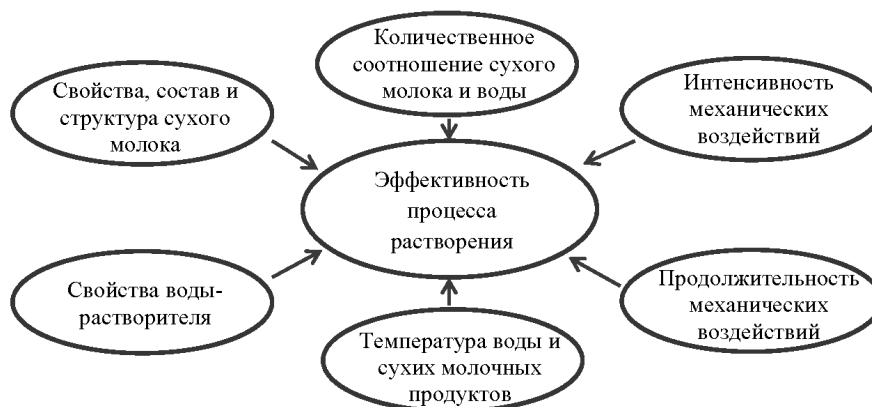 Количественное
соотношение сухого
молока и воды
Свойства, состав и
структура сухого
молока
Интенсивность
механических
воздействий
Эффективность
процесса
растворения
Свойства воды-
растворителя
Продолжительность
механических
воздействий
Температура воды и
сухих молочных
продуктов